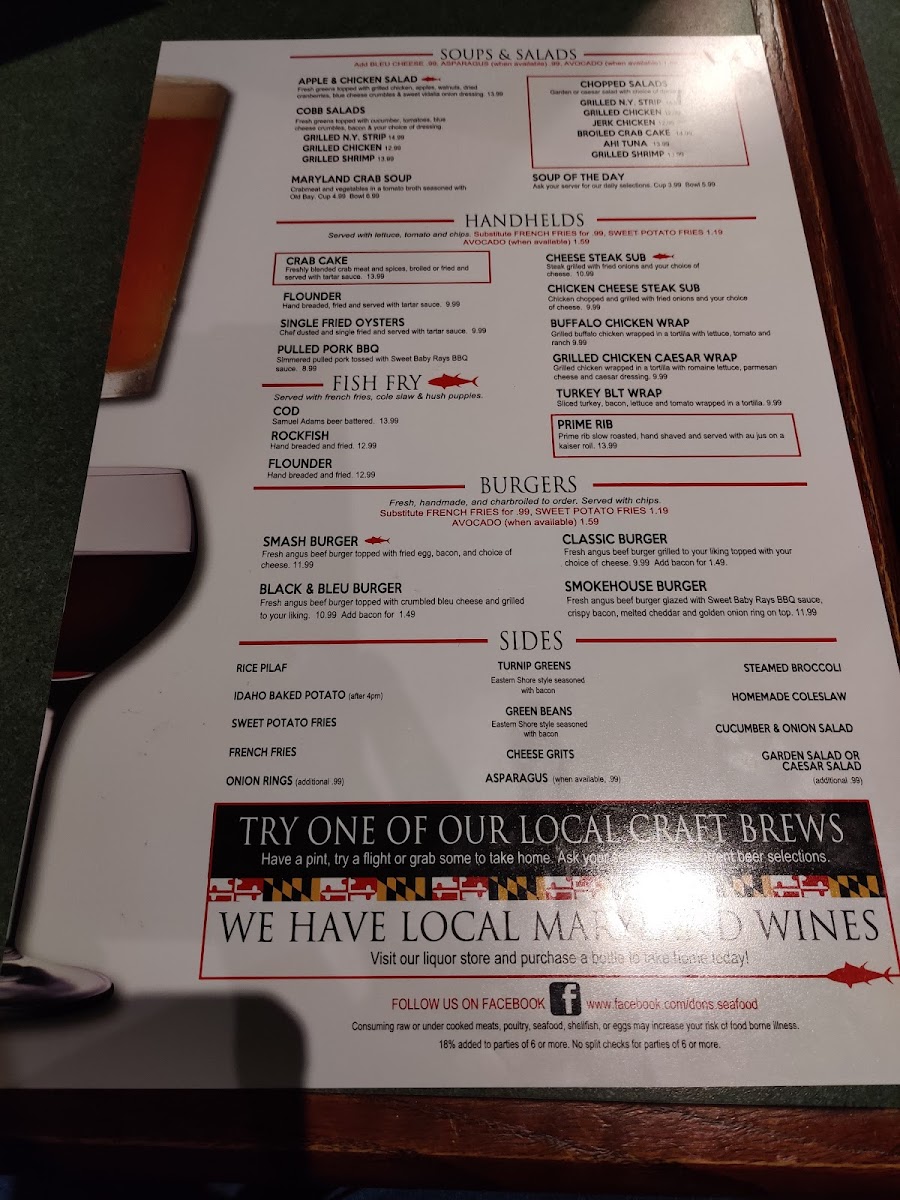 SOUPS & SALADS
Add BLEU CHEESE .99, ASPARAGUS (when available) .99, AVOCADO (when available)
APPLE & CHICKEN SALAD
Fresh greens topped with grilled chicken, apples, walnuts, dried
cranberries, blue cheese crumbles & sweet vidalia onion dressing. 13.99
COBB SALADS
Fresh greens topped with cucumber, tomatoes, blue
cheese crumbles, bacon & your choice of dressing.
GRILLED N.Y. STRIP 14.99
GRILLED CHICKEN 12.99
GRILLED SHRIMP 13.99
MARYLAND CRAB SOUP
Crabmeat and vegetables in a tomato broth seasoned with
Old Bay. Cup 4.99 Bowl 6.99
CHOPPED SALADS
Garden or caesar salad with choice of
GRILLED N.Y. STRIP
GRILLED CHICKEN
JERK CHICKEN
BROILED CRAB CAKE
AHI TUNA 13.99
GRILLED SHRIMP
SOUP OF THE DAY
Ask your server for our daily selections. Cup 3.99 Bowl 5.99
HANDHELDS
Served with lettuce, tomato and chips. Substitute FRENCH FRIES for .99, SWEET POTATO FRIES 1.19
AVOCADO (when available) 1.59
CRAB CAKE
Freshly blended crab meat and spices, broiled or fried and
served with tartar sauce. 13.99
FLOUNDER
Hand breaded, fried and served with tartar sauce. 9.99
SINGLE FRIED OYSTERS
Chef dusted and single fried and served with tartar sauce. 9.99
PULLED PORK BBQ
Simmered pulled pork tossed with Sweet Baby Rays BBQ
sauce. 8.99
FISH FRY
Served with french fries, cole slaw & hush pupples.
COD
Samuel Adams beer battered. 13.99
ROCKFISH
Hand breaded and fried. 12.99
FLOUNDER
Hand breaded and fried. 12.99
CHEESE STEAK SUB
Steak grilled with fried onions and your choice of
cheese. 10.99
CHICKEN CHEESE STEAK SUB
Chicken chopped and grilled with fried onions and your choice
of cheese. 9.99
BUFFALO CHICKEN WRAP
Grilled buffalo chicken wrapped in a tortilla with lettuce, tomato and
ranch 9.99
GRILLED CHICKEN CAESAR WRAP
Grilled chicken wrapped in a tortilla with romaine lettuce, parmesan
cheese and caesar dressing. 9.99
TURKEY BLT WRAP
Sliced turkey, bacon, lettuce and tomato wrapped in a tortilla. 9.99
PRIME RIB
Prime rib slow roasted, hand shaved and served with au jus on a
kaiser roll. 13.99
BURGERS
Fresh, handmade, and charbroiled to order. Served with chips.
Substitute FRENCH FRIES for .99, SWEET POTATO FRIES 1.19
AVOCADO (when available) 1.59
SMASH BURGER
Fresh angus beef burger topped with fried egg, bacon, and choice of
cheese. 11.99
BLACK & BLEU BURGER
Fresh angus beef burger topped with crumbled bleu cheese and grilled
to your liking. 10.99 Add bacon for 1.49
CLASSIC BURGER
Fresh angus beef burger grilled to your liking topped with your
choice of cheese. 9.99 Add bacon for 1.49.
SMOKEHOUSE BURGER
Fresh angus beef burger glazed with Sweet Baby Rays BBQ sauce,
crispy bacon, melted cheddar and golden onion ring on top. 11.99
SIDES
RICE PILAF
IDAHO BAKED POTATO (after 4pm)
SWEET POTATO FRIES
FRENCH FRIES
ONION RINGS (additional .99)
TURNIP GREENS
Eastern Shore style seasoned
with bacon
GREEN BEANS
Eastern Shore style seasoned
with bacon
CHEESE GRITS
ASPARAGUS (when available, .99)
STEAMED BROCCOLI
HOMEMADE COLESLAW
CUCUMBER & ONION SALAD
GARDEN SALAD OR
CAESAR SALAD
(additional .99)
TRY ONE OF OUR LOCAL CRAFT BREWS
Have a pint, try a flight or grab some to take home. Ask your current beer selections.
WE HAVE LOCAL MARYLAND WINES
Visit our liquor store and purchase a bottle to take home today!
FOLLOW US ON FACEBOOK f www.facebook.com/dons.seafood
Consuming raw or under cooked meats, poultry, seafood, shellfish, or eggs may increase your risk of food borne illness.
18% added to parties of 6 or more. No split checks for parties of 6 or more.